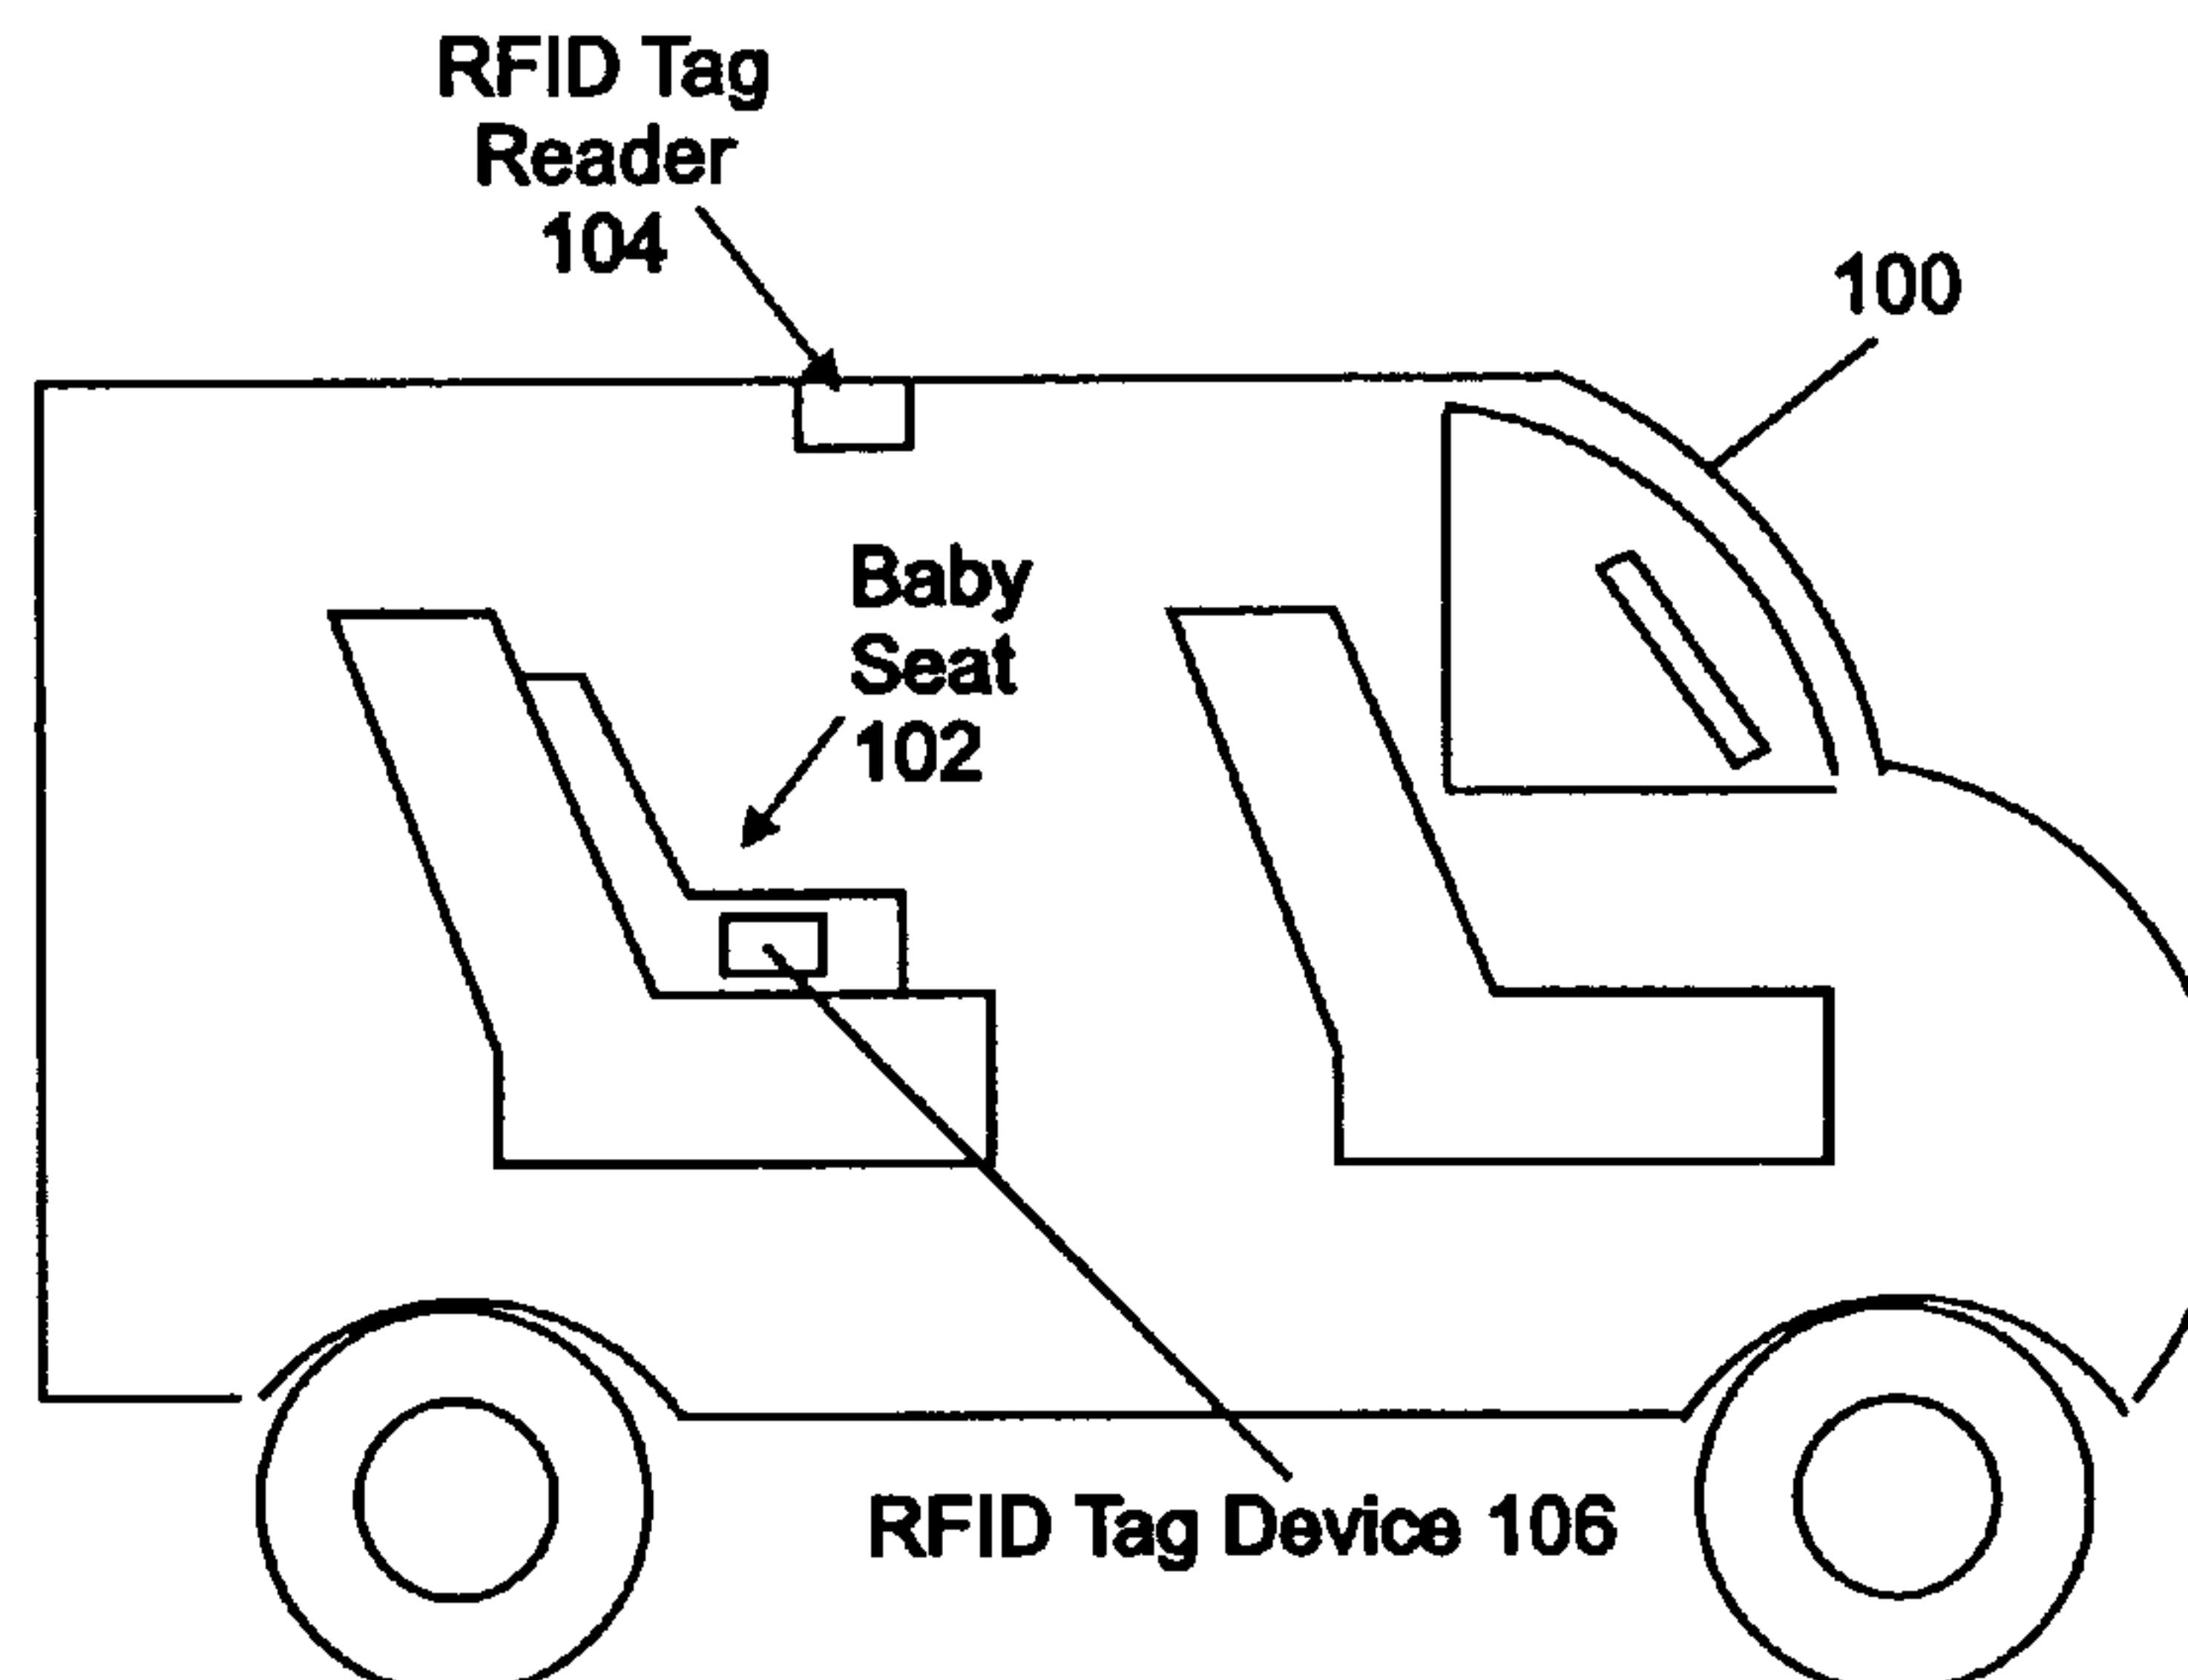 RFID Tag
Reader
104
100
Baby
Seat
102
RFID Tag Device 106